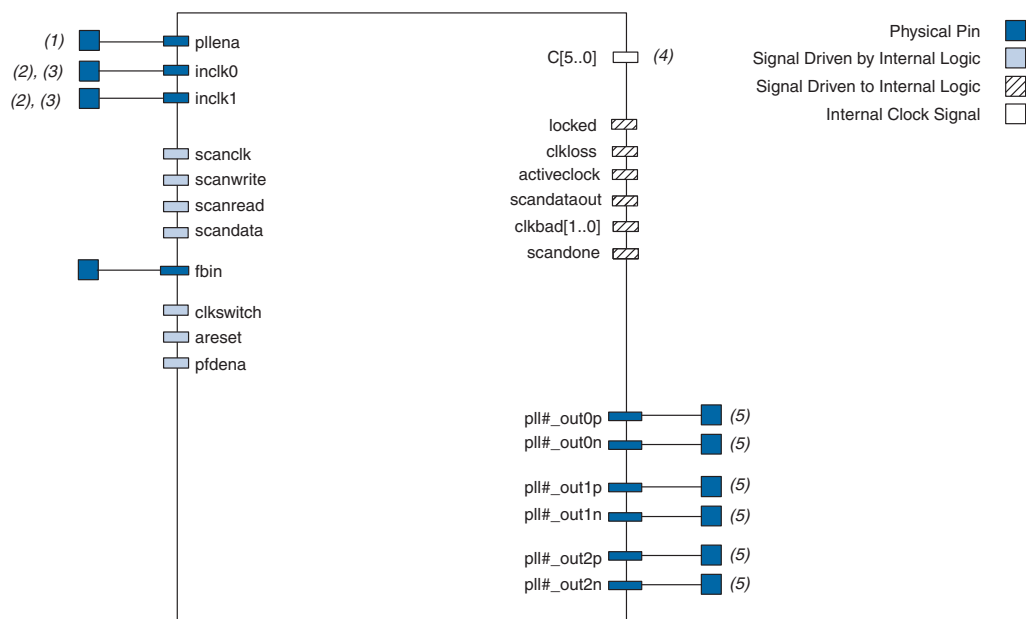 (1) pllena
(2), (3) inclk0
(2), (3) inclk1
scanclk
scanwrite
scanread
scandata
fbin
clkswitch
areset
pfdena
C[5..0] (4)
locked
clkloss
activeclock
scandataout
clkbad[1..0]
scandone
pll#_out0p (5)
pll#_out0n (5)
pll#_out1p (5)
pll#_out1n (5)
pll#_out2p (5)
pll#_out2n (5)
Physical Pin
Signal Driven by Internal Logic
Signal Driven to Internal Logic
Internal Clock Signal